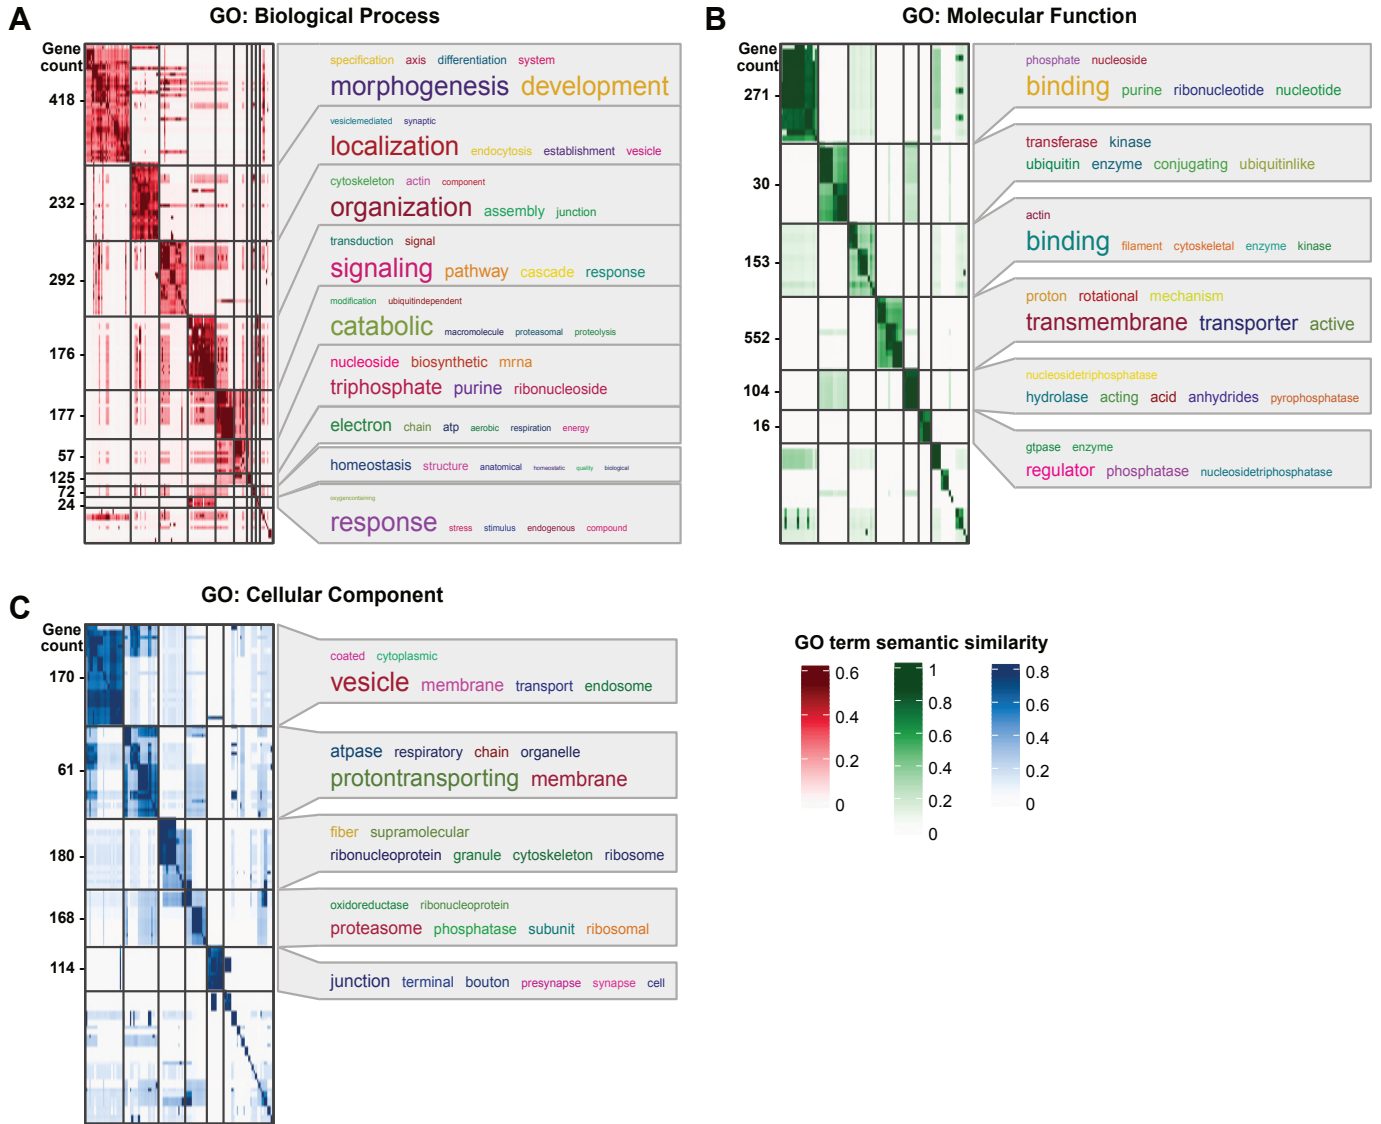 A
GO: Biological Process
Gene
count
418
232
292
176
177
57
125
72
24
specification axis differentiation system
morphogenesis development
vesiclemediated synaptic
localization endocytosis establishment vesicle
cytoskeleton actin component
organization assembly junction
transduction signal
signaling pathway cascade response
modification ubiquitindependent
catabolic macromolecule proteasomal proteolysis
nucleoside biosynthetic mrna
triphosphate purine ribonucleoside
electron chain atp aerobic respiration energy
homeostasis structure anatomical homeostatic quality biological
oxygencontaining
response stress stimulus endogenous compound
B
GO: Molecular Function
Gene
count
271
30
153
552
104
16
phosphate nucleoside
binding purine ribonucleotide nucleotide
transferase kinase
ubiquitin enzyme conjugating ubiquitinlike
actin
binding filament cytoskeletal enzyme kinase
proton rotational mechanism
transmembrane transporter active
nucleosidetriphosphatase
hydrolase acting acid anhydrides pyrophosphatase
gtpase enzyme
regulator phosphatase nucleosidetriphosphatase
C
GO: Cellular Component
Gene
count
170
61
180
168
114
coated cytoplasmic
vesicle membrane transport endosome
atpase respiratory chain organelle
protontransporting membrane
fiber supramolecular
ribonucleoprotein granule cytoskeleton ribosome
oxidoreductase ribonucleoprotein
proteasome phosphatase subunit ribosomal
junction terminal bouton presynapse synapse cell
GO term semantic similarity
0.6
0.4
0.2
0
1
0.8
0.6
0.4
0.2
0
0.8
0.6
0.4
0.2
0